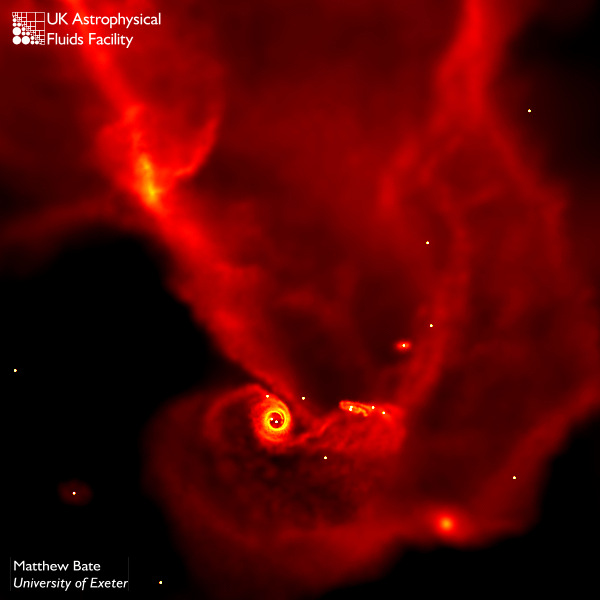 UK Astrophysical
Fluids Facility
Matthew Bate
University of Exeter